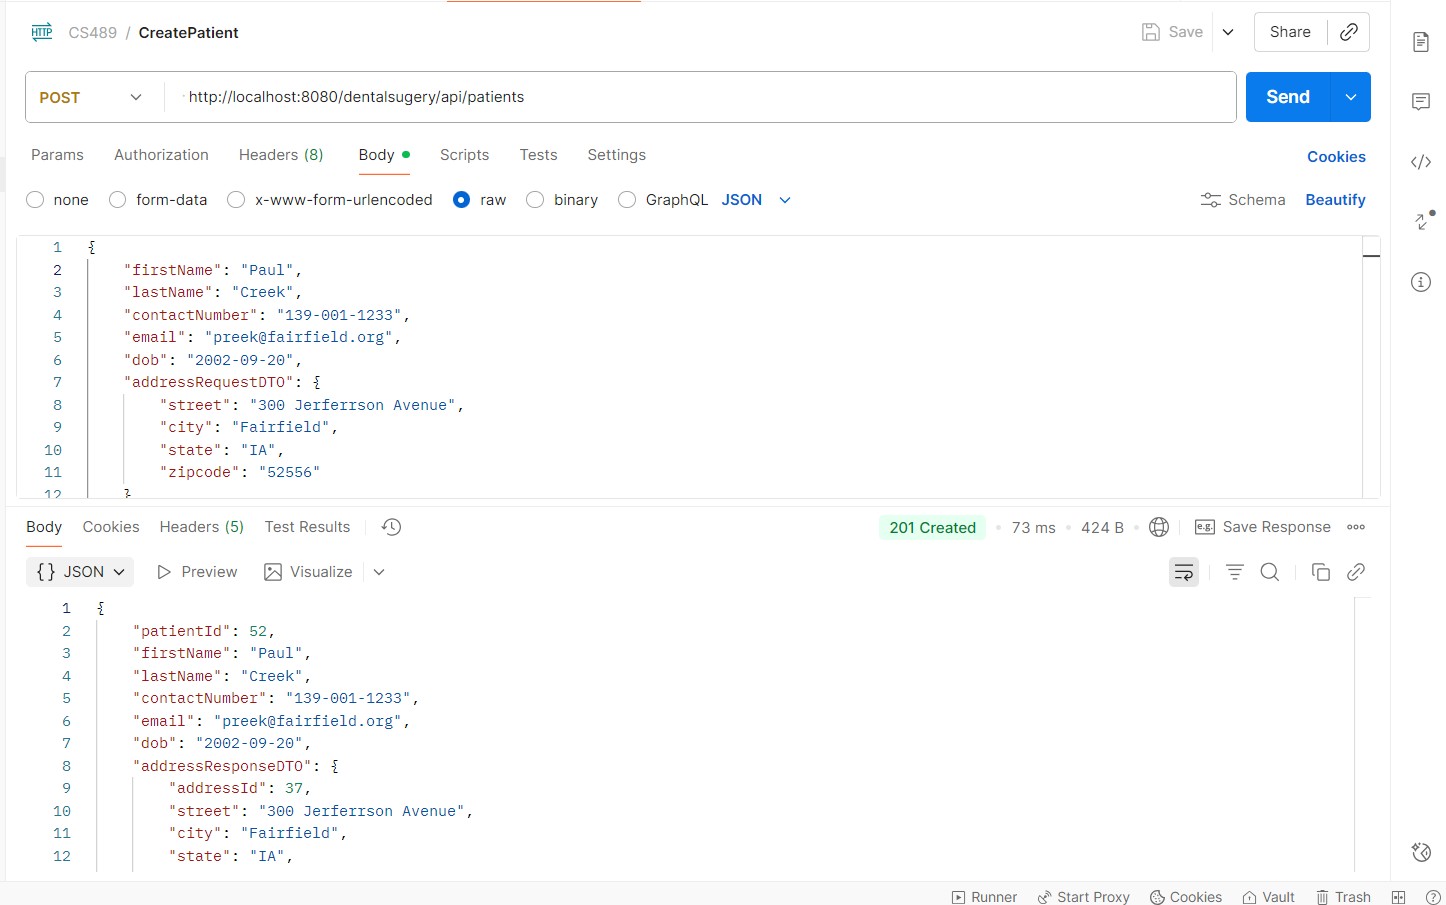 HTTP CS489 / CreatePatient Save Share
POST http://localhost:8080/dentalsugery/api/patients Send
Params Authorization Headers (8) Body Scripts Tests Settings Cookies
none form-data x-www-form-urlencoded raw binary GraphQL JSON Schema Beautify
1 {
2 "firstName": "Paul",
3 "lastName": "Creek",
4 "contactNumber": "139-001-1233",
5 "email": "preek@fairfield.org",
6 "dob": "2002-09-20",
7 "addressRequestDTO": {
8 "street": "300 Jerferrson Avenue",
9 "city": "Fairfield",
10 "state": "IA",
11 "zipcode": "52556"
12 }
Body Cookies Headers (5) Test Results 201 Created 73 ms 424 B e.g. Save Response
{} JSON Preview Visualize
1 {
2 "patientId": 52,
3 "firstName": "Paul",
4 "lastName": "Creek",
5 "contactNumber": "139-001-1233",
6 "email": "preek@fairfield.org",
7 "dob": "2002-09-20",
8 "addressResponseDTO": {
9 "addressId": 37,
10 "street": "300 Jerferrson Avenue",
11 "city": "Fairfield",
12 "state": "IA",
Runner Start Proxy Cookies Vault Trash